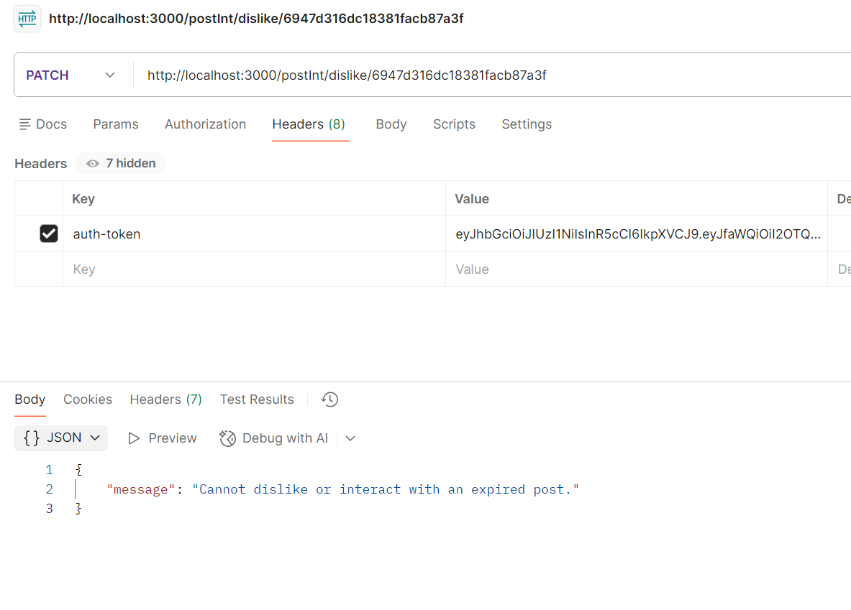 HTTP http://localhost:3000/postInt/dislike/6947d316dc18381facb87a3f
PATCH http://localhost:3000/postInt/dislike/6947d316dc18381facb87a3f
Docs Params Authorization Headers (8) Body Scripts Settings
Headers 7 hidden
Key Value De
auth-token eyJhbGciOiJIUzI1NiIsInR5cCI6IkpXVCJ9.eyJfaWQiOiI2OTQ...
Key Value De
Body Cookies Headers (7) Test Results
{} JSON Preview Debug with AI
1 {
2 "message": "Cannot dislike or interact with an expired post."
3 }